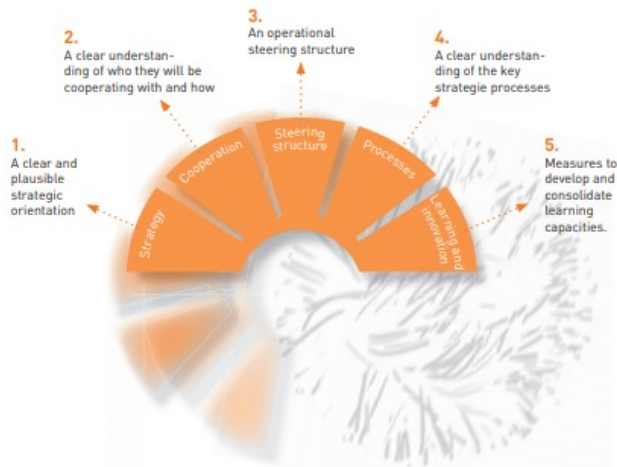 1.
A clear and
plausible
strategic
orientation
2.
A clear understan-
ding of who they will be
cooperating with and how
3.
An operational
steering structure
4.
A clear understan-
ding of the key
strategie processes
5.
Measures to
develop and
consolidate
learning
capacities.
Strategy
Cooperation
Steering
structure
Processes
Learning and
innovation